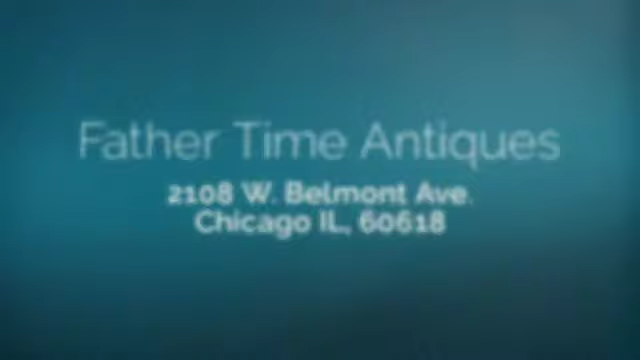 Father Time Antiques
2108 W. Belmont Ave.
Chicago IL, 60618